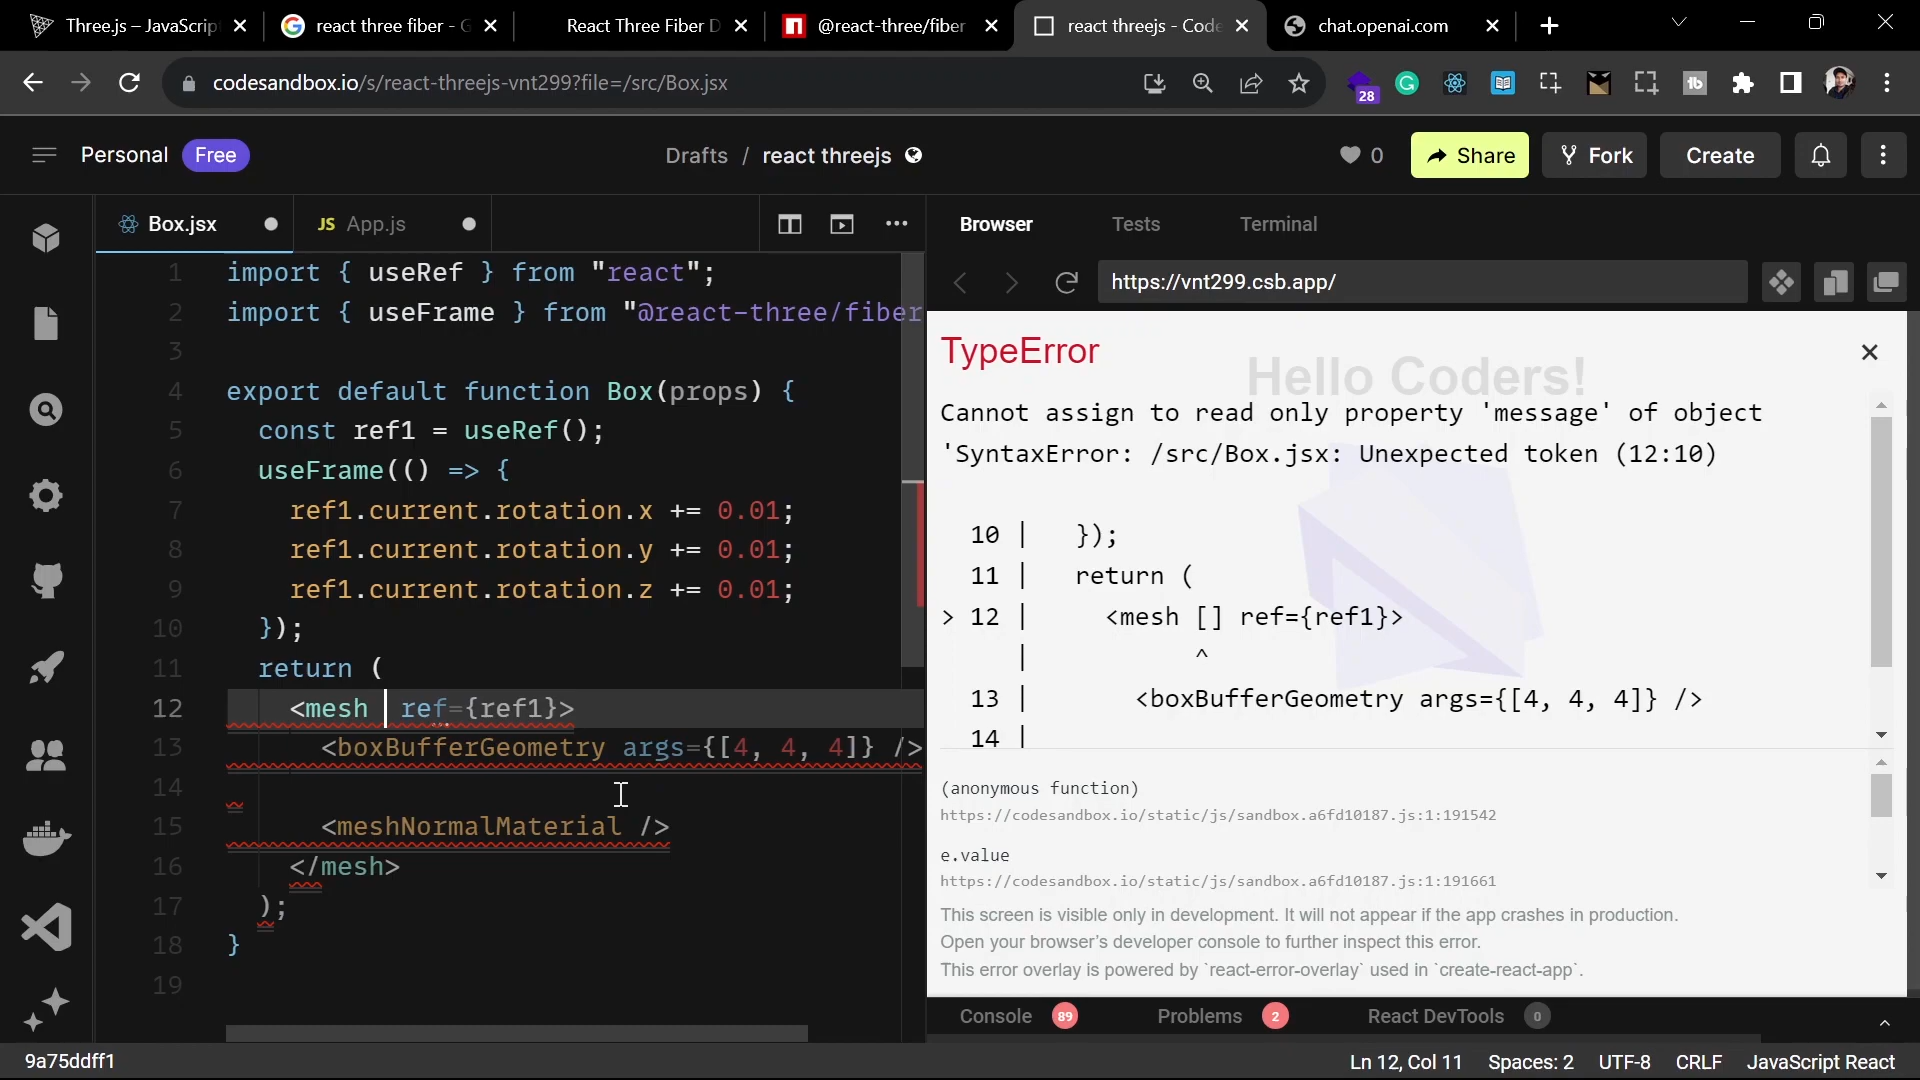 Three.js – JavaScrip
react three fiber - G
React Three Fiber D
@react-three/fiber
react threejs - Code
chat.openai.com
codesandbox.io/s/react-threejs-vnt299?file=/src/Box.jsx
28
Personal Free
Drafts / react threejs
0
Share
Fork
Create
Box.jsx
JS App.js
Browser
Tests
Terminal
https://vnt299.csb.app/
1 import { useRef } from "react";
2 import { useFrame } from "@react-three/fiber
3
4 export default function Box(props) {
5 const ref1 = useRef();
6 useFrame(() => {
7 ref1.current.rotation.x += 0.01;
8 ref1.current.rotation.y += 0.01;
9 ref1.current.rotation.z += 0.01;
10 });
11 return (
12 <mesh ref={ref1}>
13 <boxBufferGeometry args={[4, 4, 4]} />
14
15 <meshNormalMaterial />
16 </mesh>
17 );
18 }
19
TypeError
Hello Coders!
Cannot assign to read only property 'message' of object
'SyntaxError: /src/Box.jsx: Unexpected token (12:10)
10 | });
11 | return (
> 12 | <mesh [] ref={ref1}>
| ^
13 | <boxBufferGeometry args={[4, 4, 4]} />
14 |
(anonymous function)
https://codesandbox.io/static/js/sandbox.a6fd10187.js:1:191542
e.value
https://codesandbox.io/static/js/sandbox.a6fd10187.js:1:191661
This screen is visible only in development. It will not appear if the app crashes in production.
Open your browser's developer console to further inspect this error.
This error overlay is powered by `react-error-overlay` used in `create-react-app`.
Console 89
Problems 2
React DevTools 0
9a75ddff1
Ln 12, Col 11
Spaces: 2
UTF-8
CRLF
JavaScript React